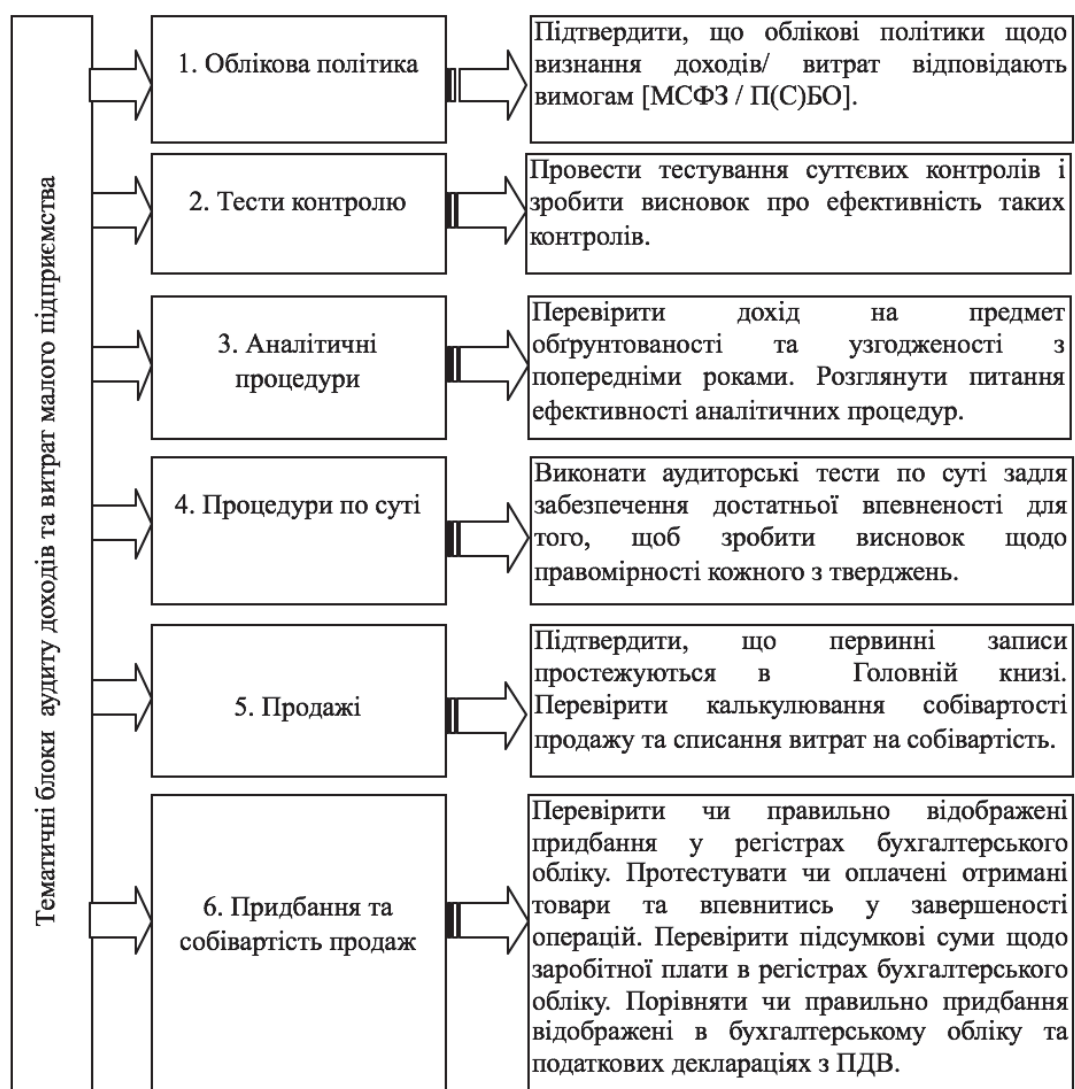 Тематичні блоки аудиту доходів та витрат малого підприємства
1. Облікова політика
Підтвердити, що облікові політики щодо
визнання доходів/ витрат відповідають
вимогам [МСФЗ / П(С)БО].
2. Тести контролю
Провести тестування суттєвих контролів і
зробити висновок про ефективність таких
контролів.
3. Аналітичні
процедури
Перевірити дохід на предмет
обґрунтованості та узгодженості з
попередніми роками. Розглянути питання
ефективності аналітичних процедур.
4. Процедури по суті
Виконати аудиторські тести по суті задля
забезпечення достатньої впевненості для
того, щоб зробити висновок щодо
правомірності кожного з тверджень.
5. Продажі
Підтвердити, що первинні записи
простежуються в Головній книзі.
Перевірити калькулювання собівартості
продажу та списання витрат на собівартість.
6. Придбання та
собівартість продаж
Перевірити чи правильно відображені
придбання у регістрах бухгалтерського
обліку. Протестувати чи оплачені отримані
товари та впевнитись у завершеності
операцій. Перевірити підсумкові суми щодо
заробітної плати в регістрах бухгалтерського
обліку. Порівняти чи правильно придбання
відображені в бухгалтерському обліку та
податкових деклараціях з ПДВ.